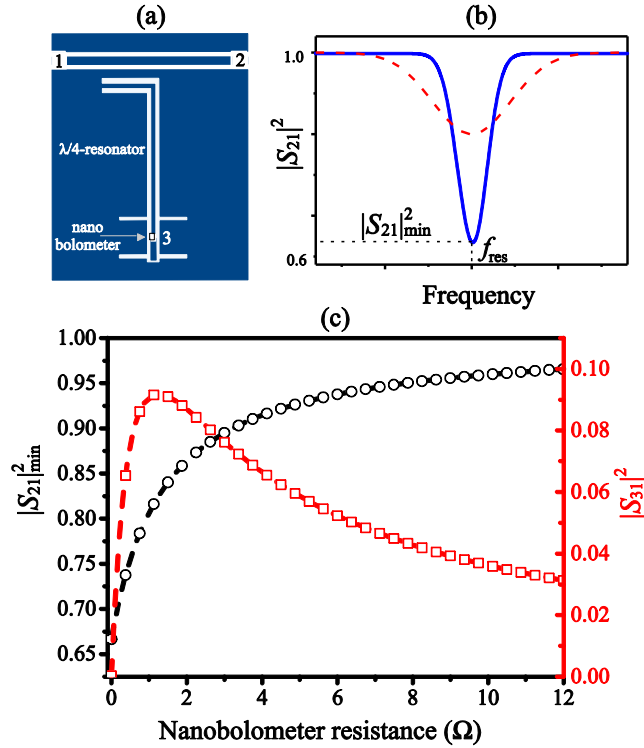 (a)
1
2
λ/4-resonator
nano
bolometer
3
(b)
1.0
|S21|²
|S21|²min
fres
0.6
Frequency
(c)
1.00
0.95
0.90
0.85
0.80
0.75
0.70
0.65
|S21|²min
0.10
0.08
0.06
0.04
0.02
0.00
|S31|²
0
2
4
6
8
10
12
Nanobolometer resistance (Ω)